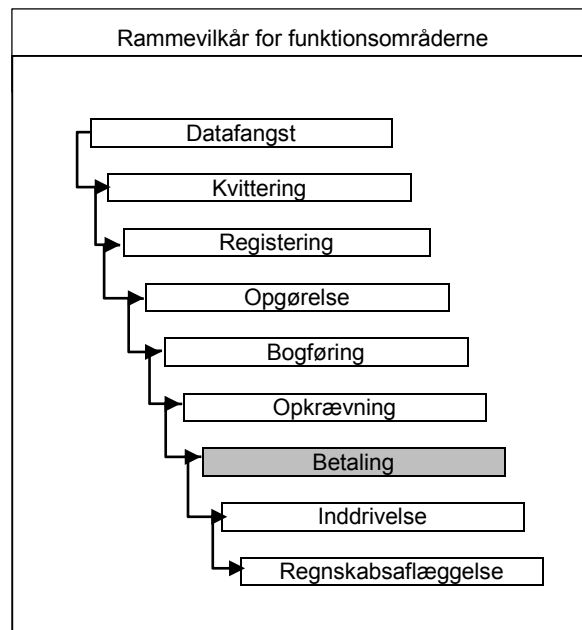 Rammevilkår for funktionsområderne
Datafangst
Kvittering
Registering
Opgørelse
Bogføring
Opkrævning
Betaling
Inddrivelse
Regnskabsaflæggelse